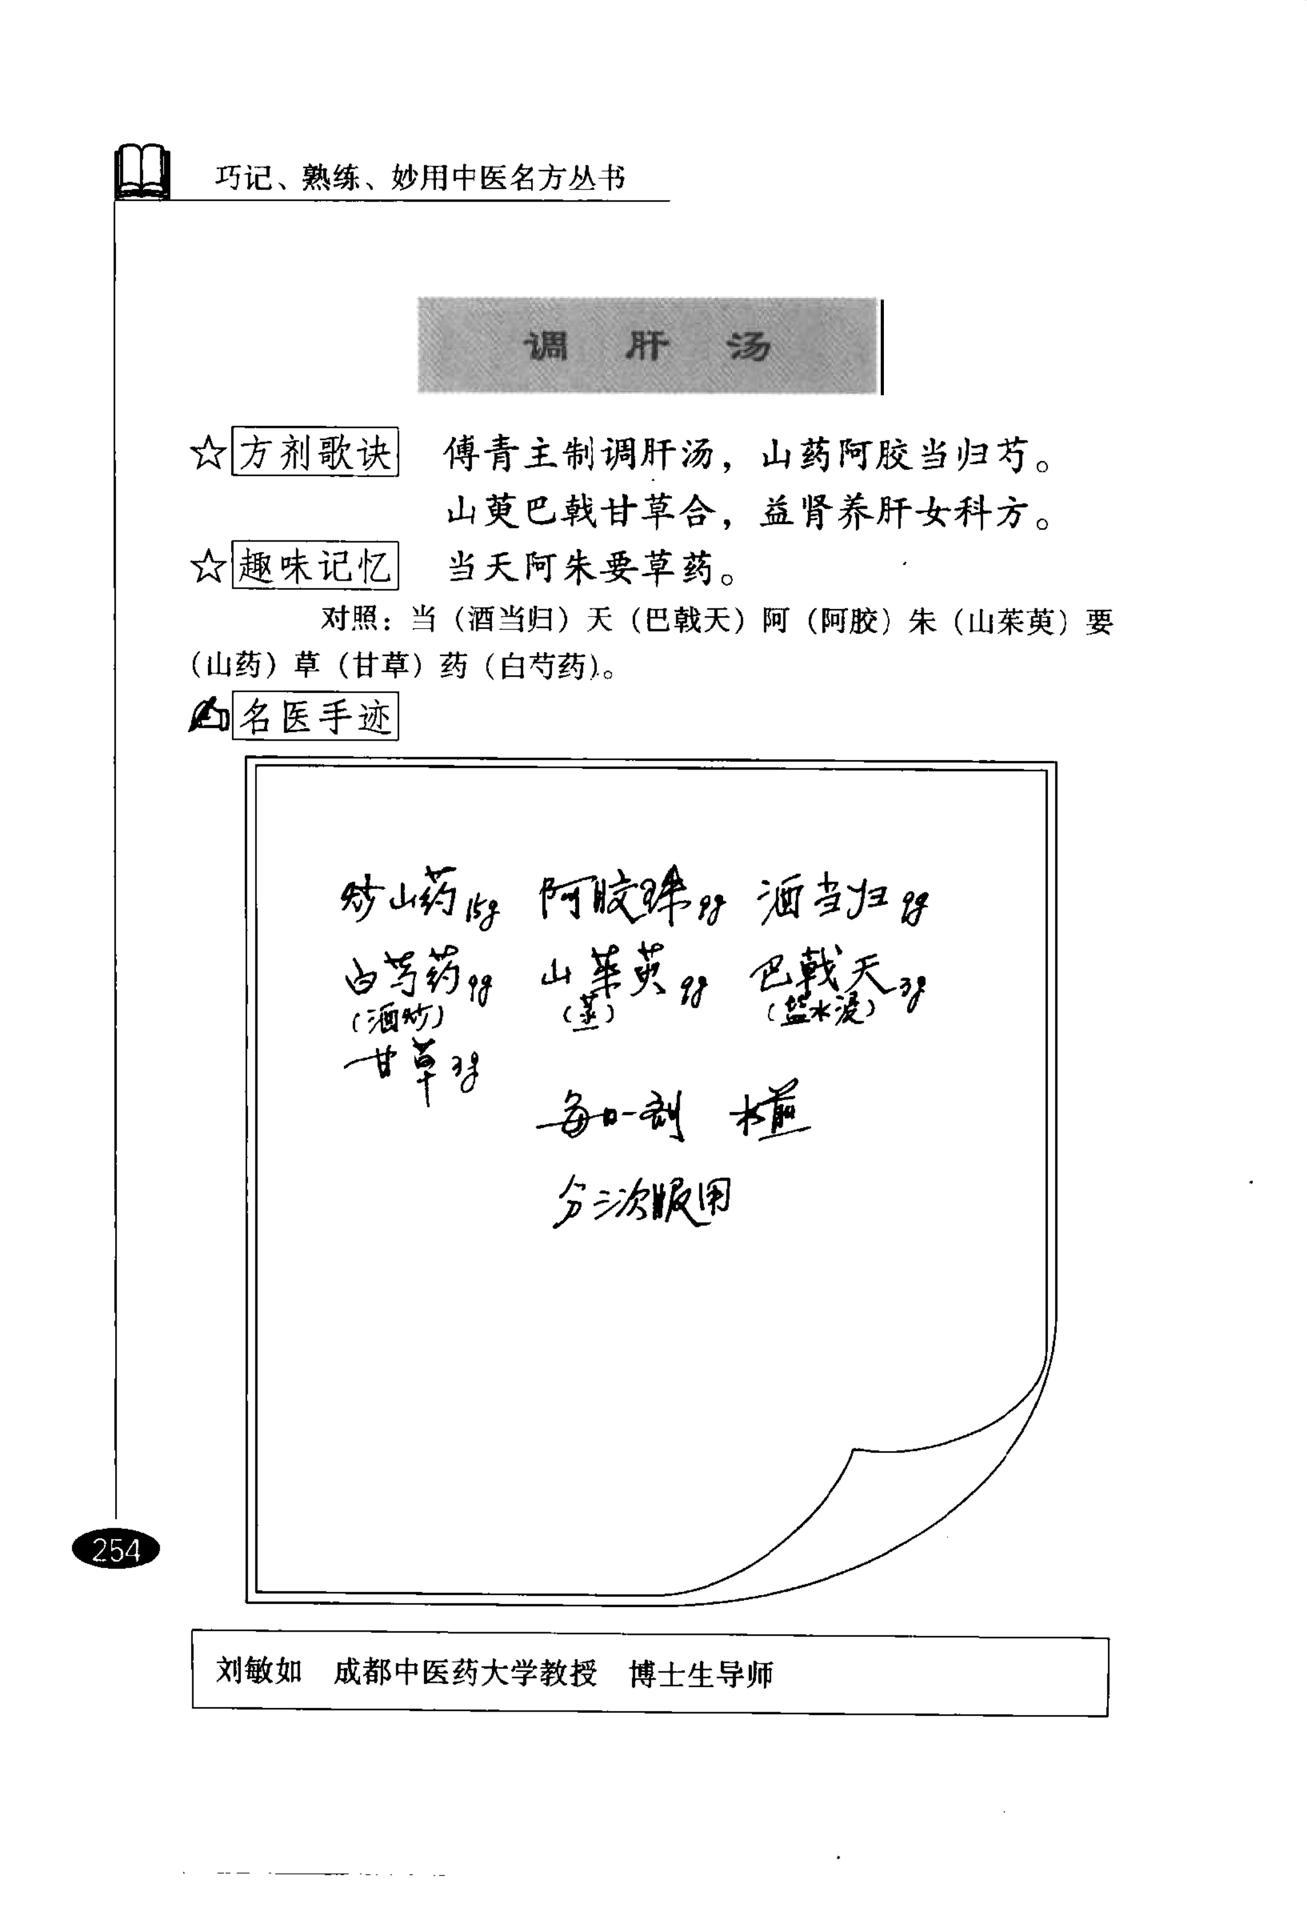 巧记、熟练、妙用中医名方丛书
调 肝 汤
☆方剂歌诀 傅青主制调肝汤，山药阿胶当归芍。
山萸巴戟甘草合，益肾养肝女科方。
☆趣味记忆 当天阿朱要草药。
对照：当（酒当归）天（巴戟天）阿（阿胶）朱（山茱萸）要
（山药）草（甘草）药（白芍药）。
名医手迹
炒山药15g 阿胶珠9g 酒当归9g
白芍药9g 山茱萸9g 巴戟天3g
（酒炒） （蒸） （盐水浸）
甘草3g
每日一剂 水煎
分三次服用
254
刘敏如 成都中医药大学教授 博士生导师